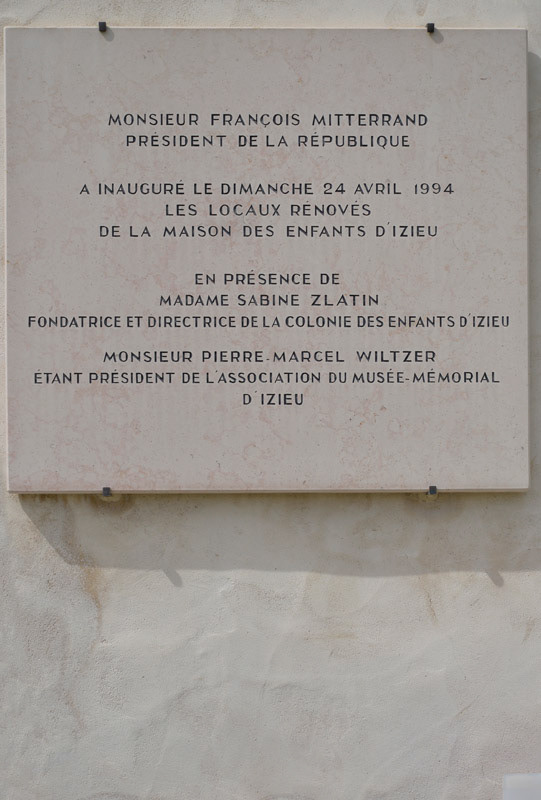 MONSIEUR FRANÇOIS MITTERRAND
PRÉSIDENT DE LA RÉPUBLIQUE
A INAUGURÉ LE DIMANCHE 24 AVRIL 1994
LES LOCAUX RÉNOVÉS
DE LA MAISON DES ENFANTS D'IZIEU
EN PRÉSENCE DE
MADAME SABINE ZLATIN
FONDATRICE ET DIRECTRICE DE LA COLONIE DES ENFANTS D'IZIEU
MONSIEUR PIERRE-MARCEL WILTZER
ÉTANT PRÉSIDENT DE L'ASSOCIATION DU MUSÉE-MÉMORIAL
D'IZIEU